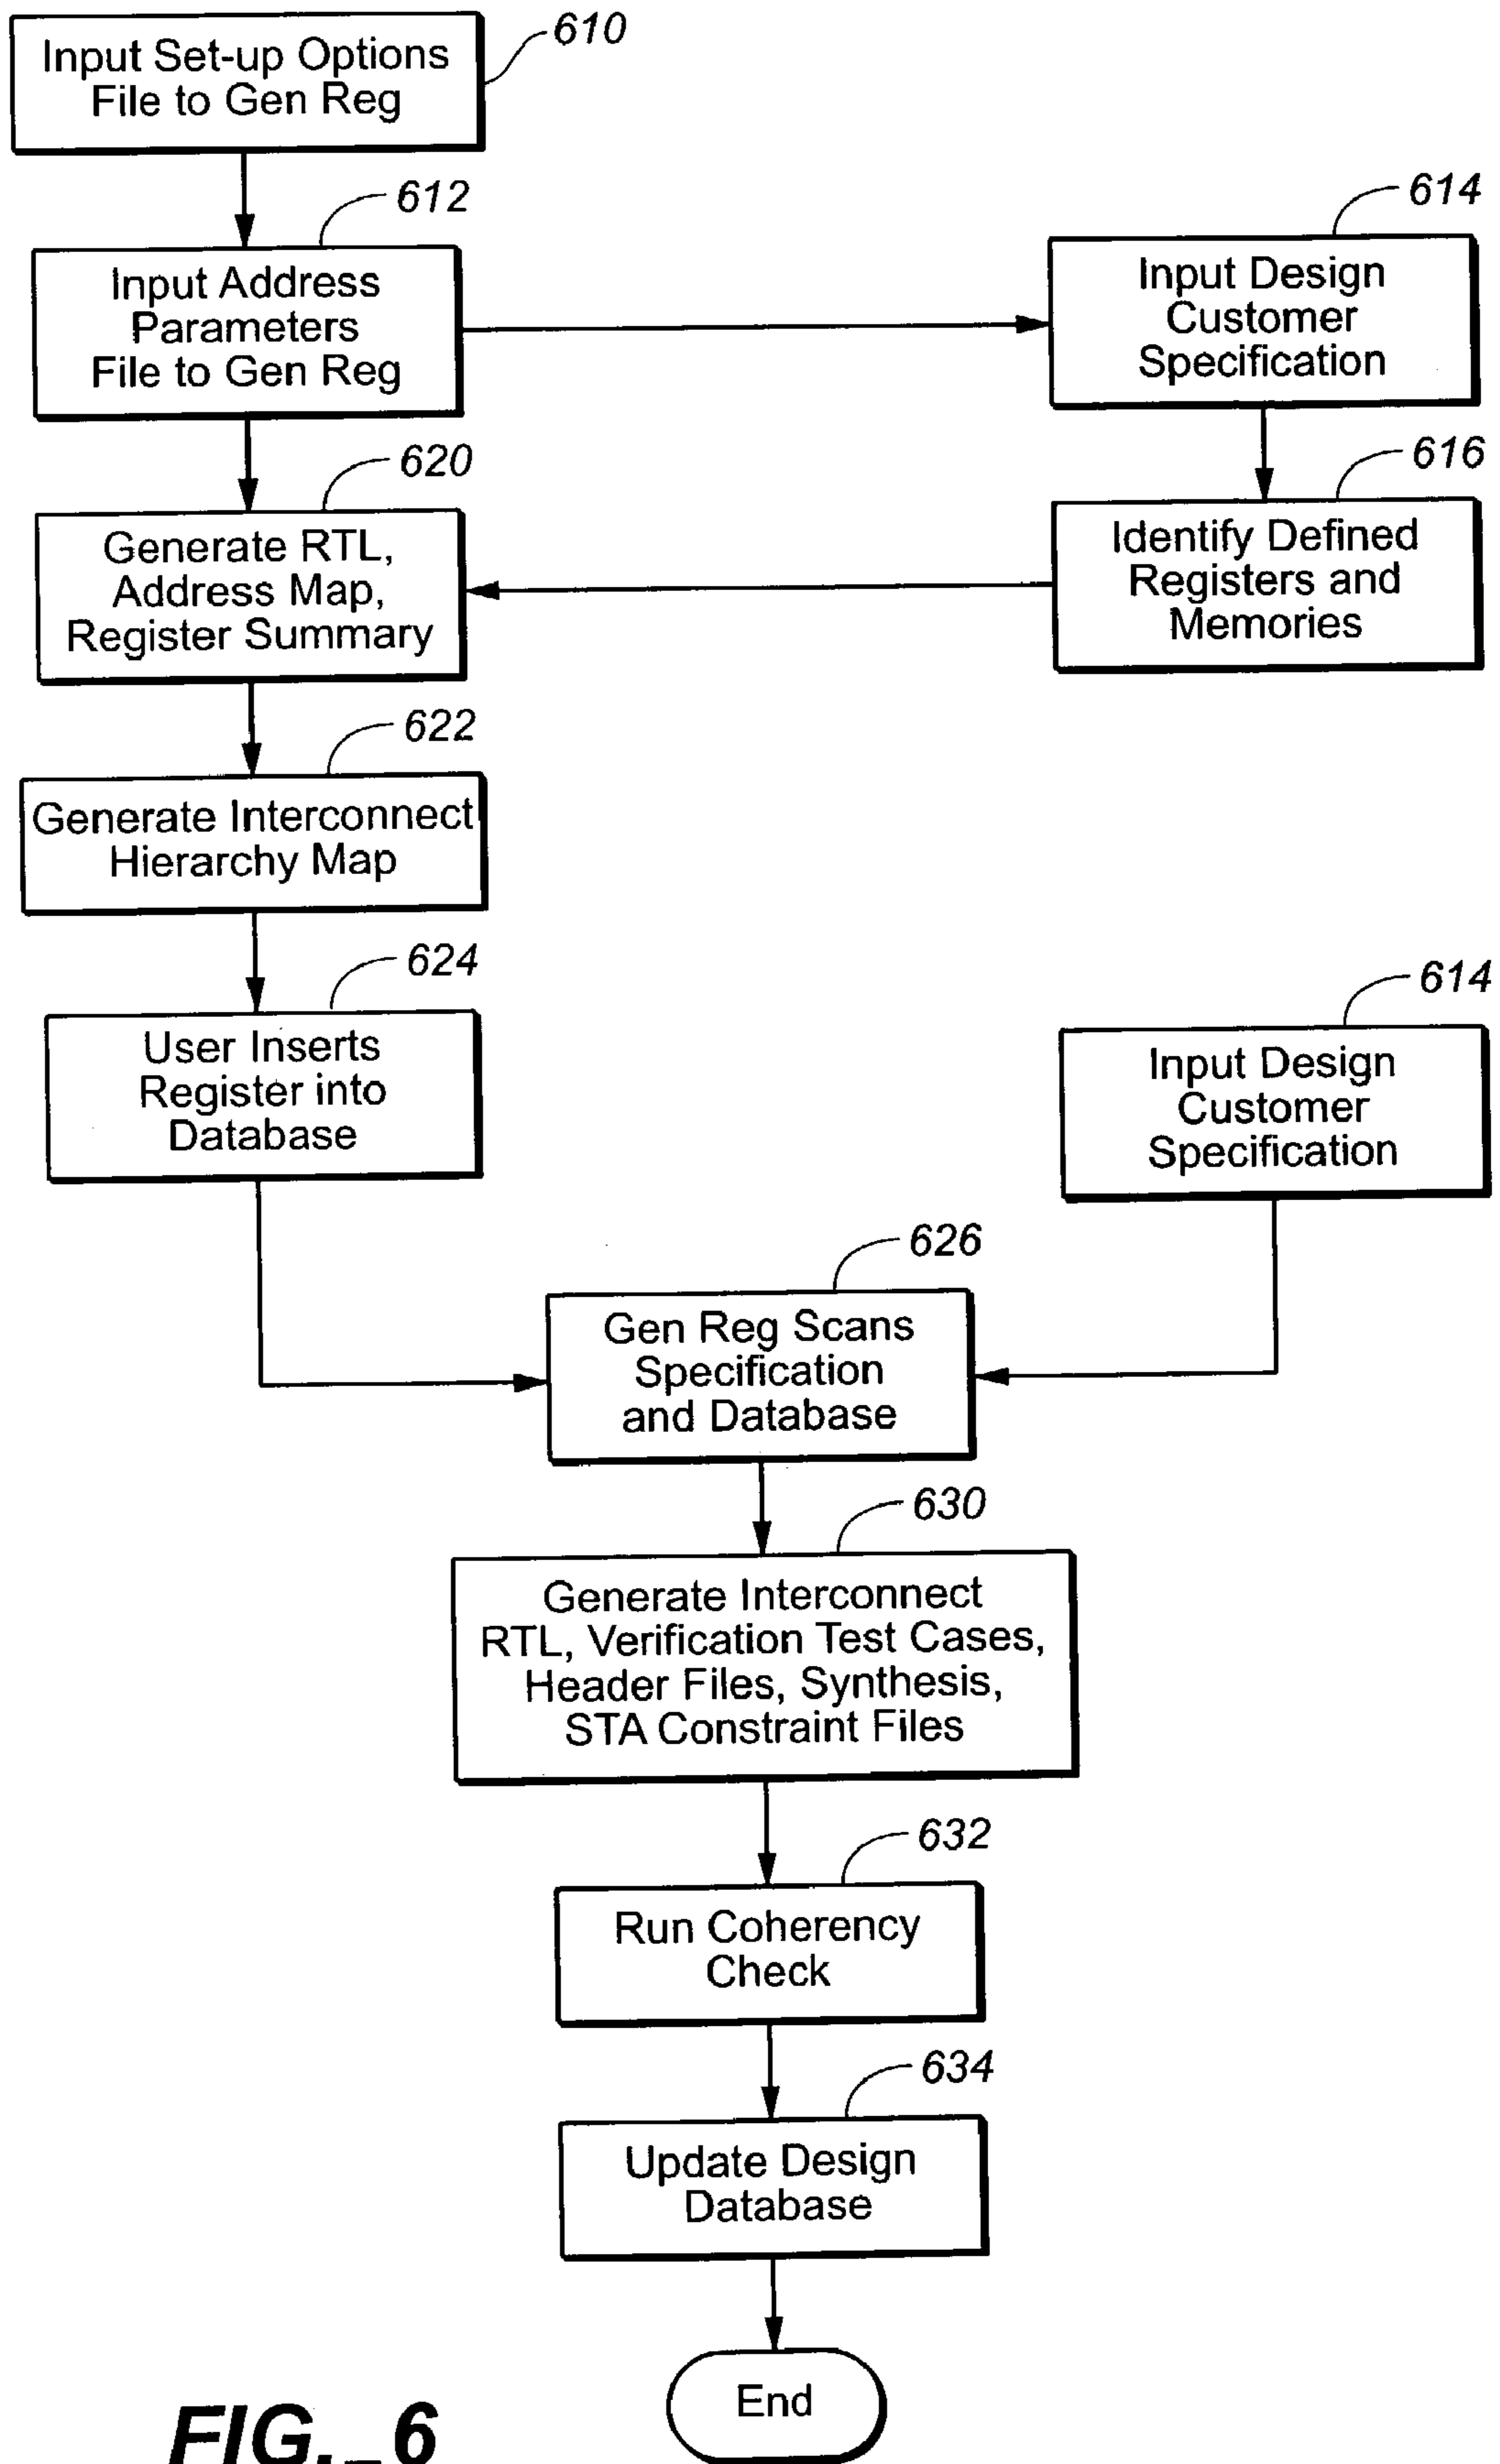 610
Input Set-up Options
File to Gen Reg
612
Input Address
Parameters
File to Gen Reg
614
Input Design
Customer
Specification
620
Generate RTL,
Address Map,
Register Summary
616
Identify Defined
Registers and
Memories
622
Generate Interconnect
Hierarchy Map
624
User Inserts
Register into
Database
614
Input Design
Customer
Specification
626
Gen Reg Scans
Specification
and Database
630
Generate Interconnect
RTL, Verification Test Cases,
Header Files, Synthesis,
STA Constraint Files
632
Run Coherency
Check
634
Update Design
Database
End
FIG._6